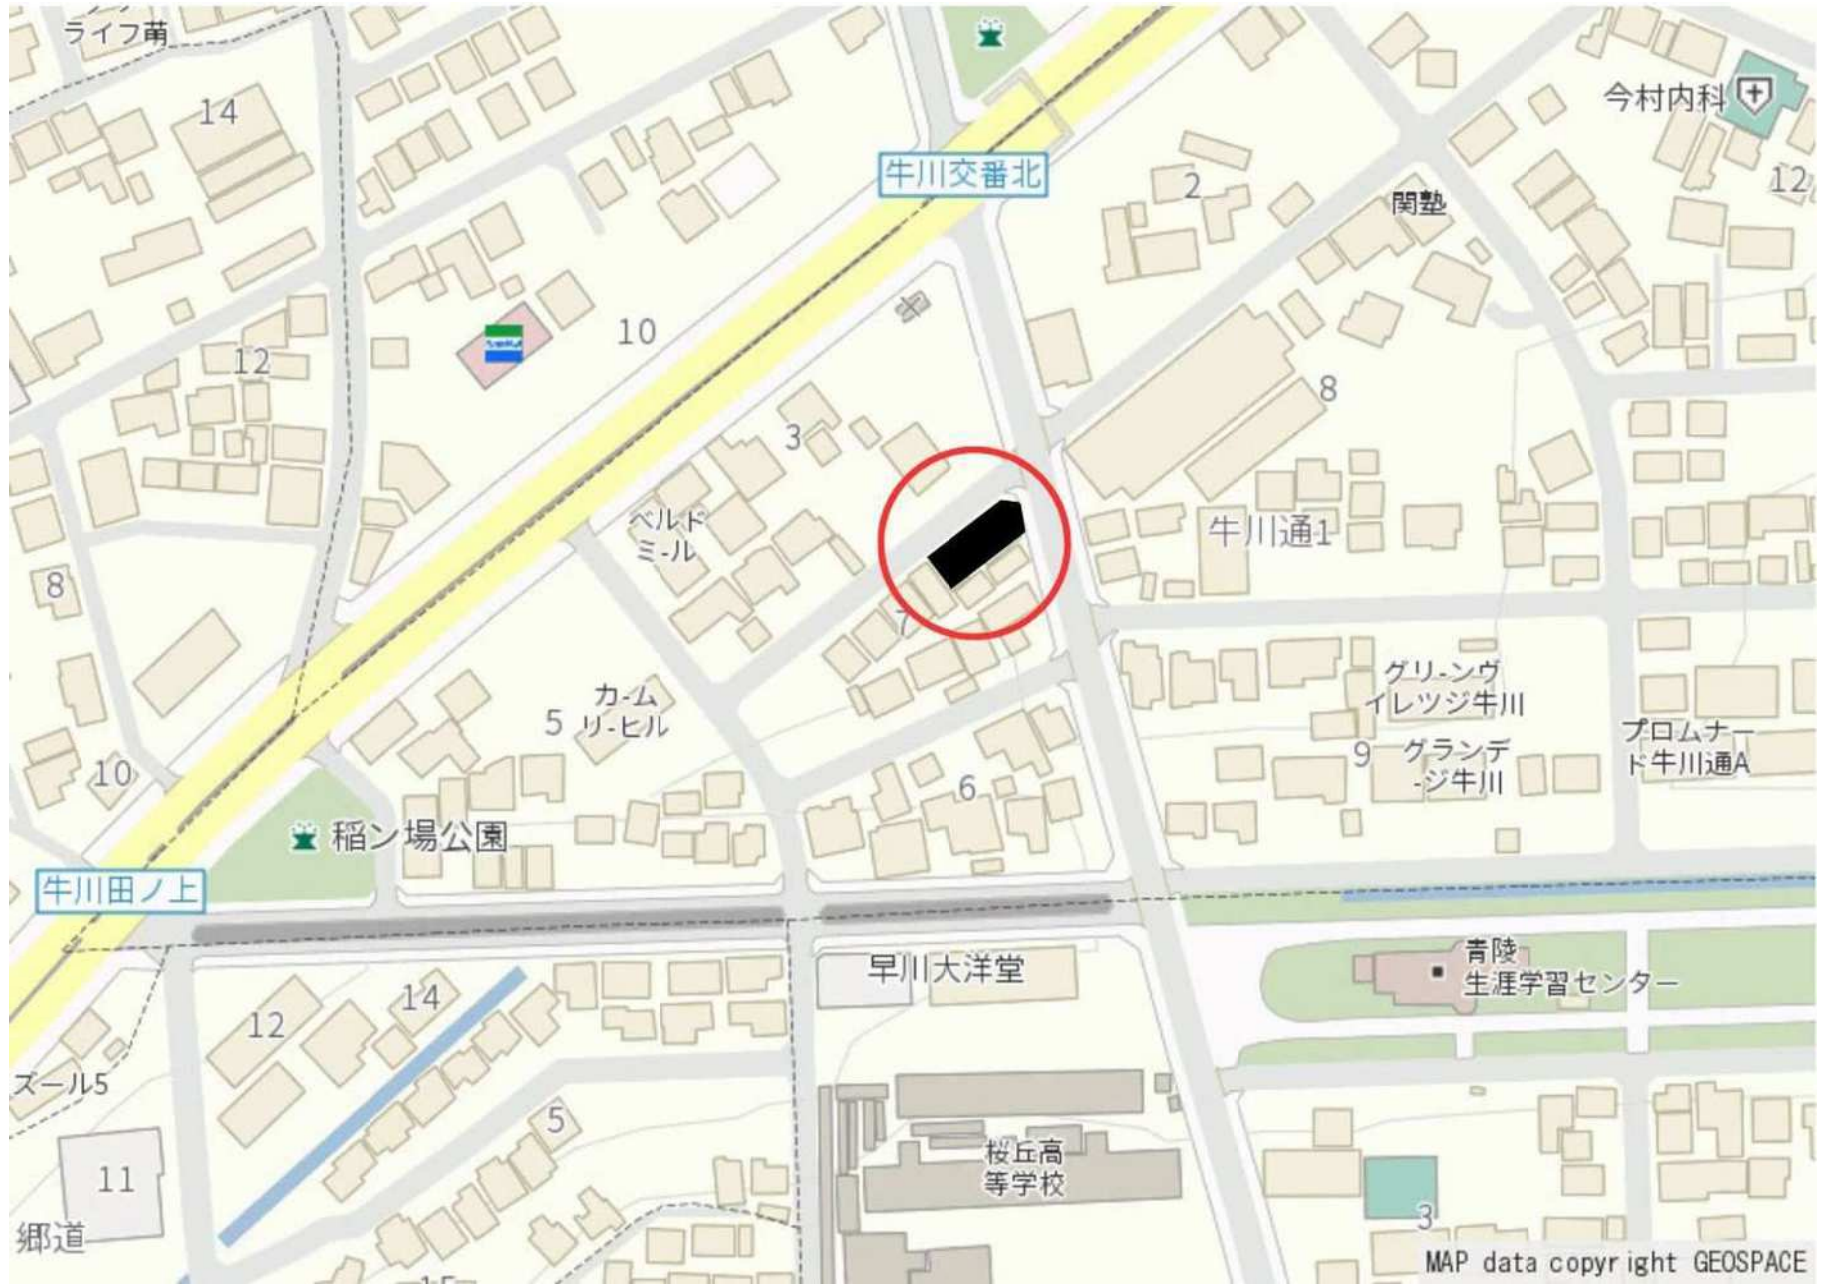 ライフ萌
14
今村内科
牛川交番北
2
12
関塾
10
12
8
3
ベルド
ミール
牛川通1
8
7
グリーンヴ
イレツジ牛川
カーム
リーヒル
5
プロムナー
ド牛川通A
9
グランデ
ージ牛川
10
6
稲ン場公園
牛川田ノ上
早川大洋堂
青陵
生涯学習センター
14
12
ズール5
5
桜丘高
等学校
11
3
郷道
15
MAP data copyright GEOSPACE